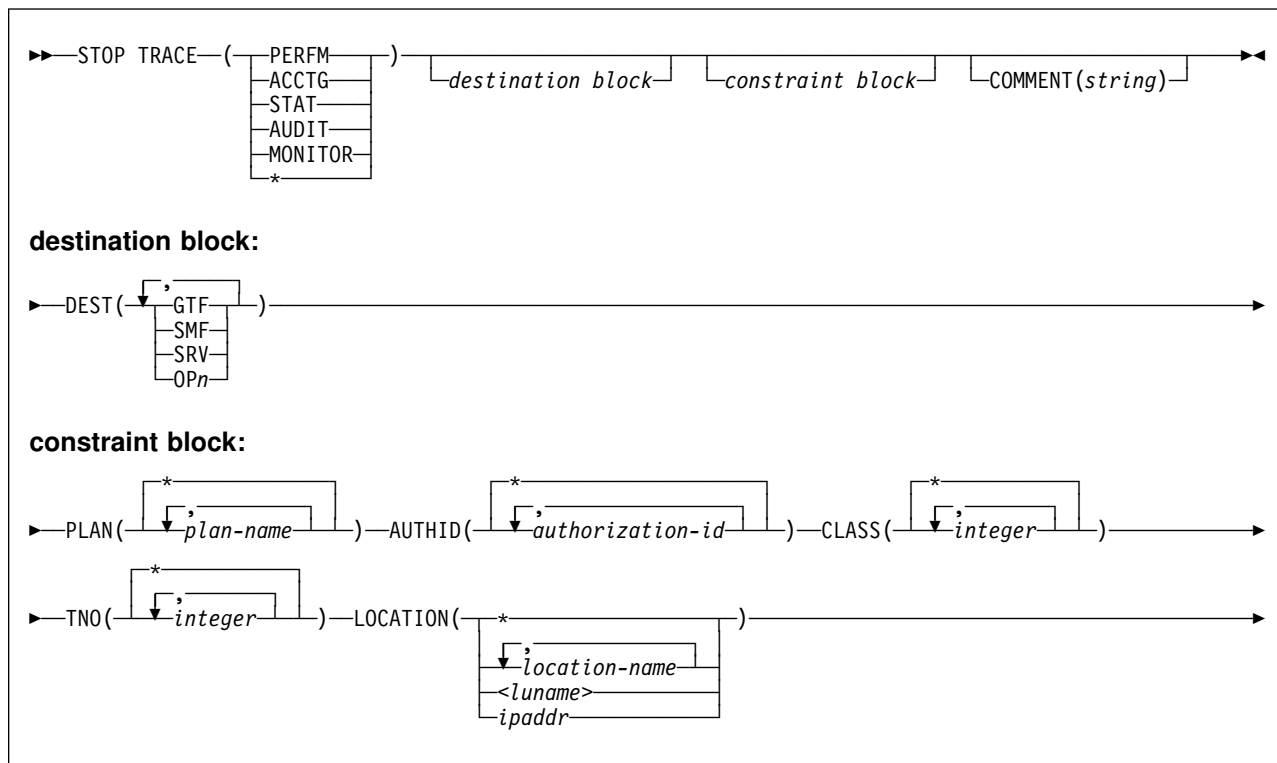 STOP TRACE ( PERFM )
ACCTG
STAT
AUDIT
MONITOR
*
destination block
constraint block
COMMENT(string)
destination block:
,
DEST( GTF )
SMF
SRV
OPn
constraint block:
* * *
, , ,
PLAN( plan-name ) AUTHID( authorization-id ) CLASS( integer )
*
,
TNO( integer ) LOCATION( * )
,
location-name
<luname>
ipaddr